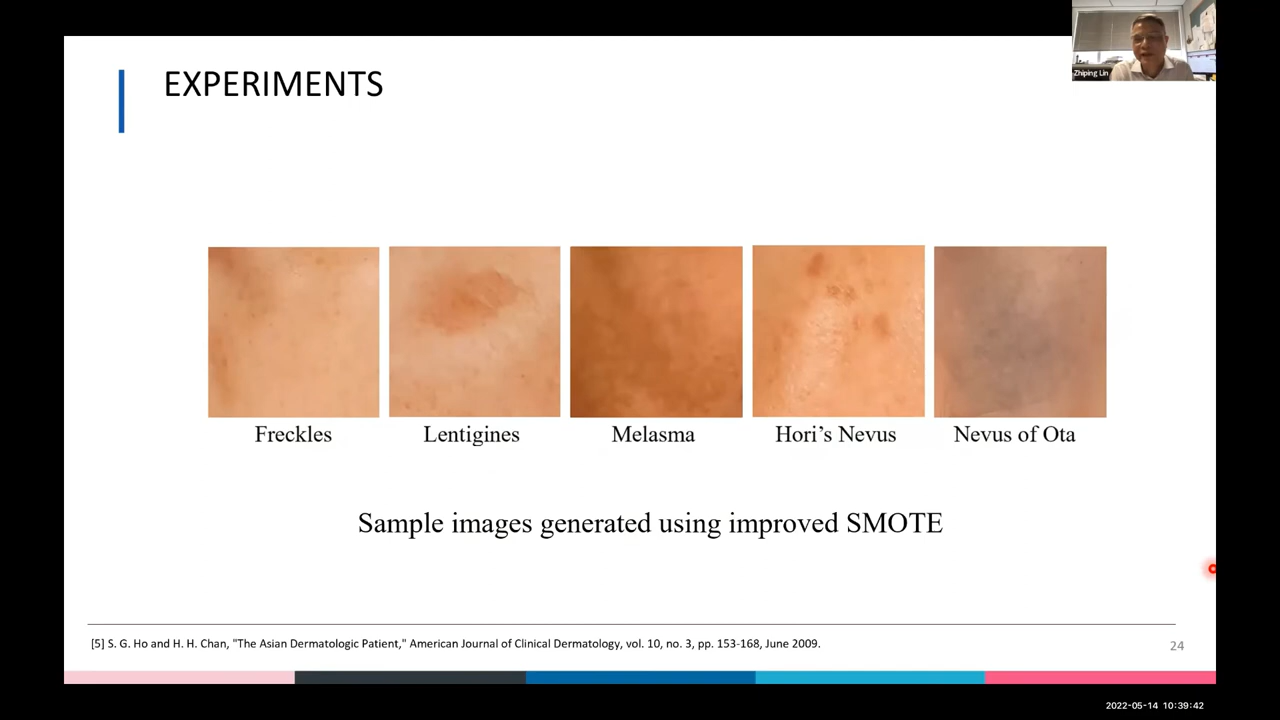 Zhiping Lin
EXPERIMENTS
Freckles
Lentigines
Melasma
Hori's Nevus
Nevus of Ota
Sample images generated using improved SMOTE
[5] S. G. Ho and H. H. Chan, "The Asian Dermatologic Patient," American Journal of Clinical Dermatology, vol. 10, no. 3, pp. 153-168, June 2009.
24
2022-05-14 10:39:42